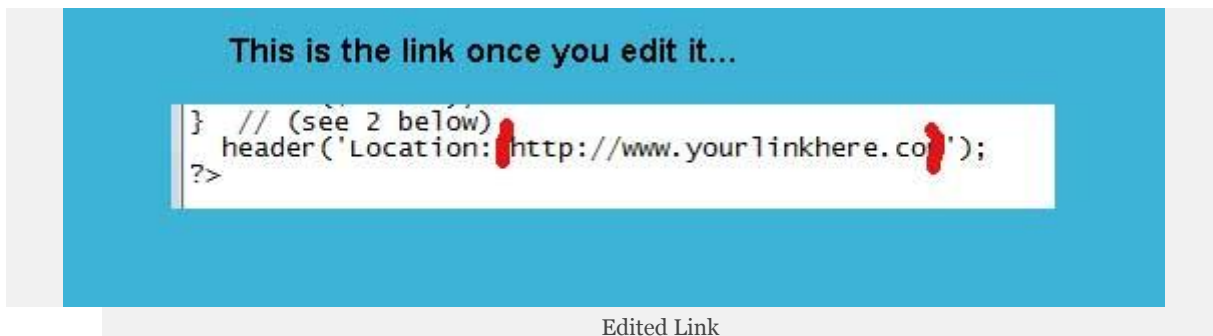 This is the link once you edit it...
} // (see 2 below)
header('Location: http://www.yourlinkhere.co ');
?>
Edited Link